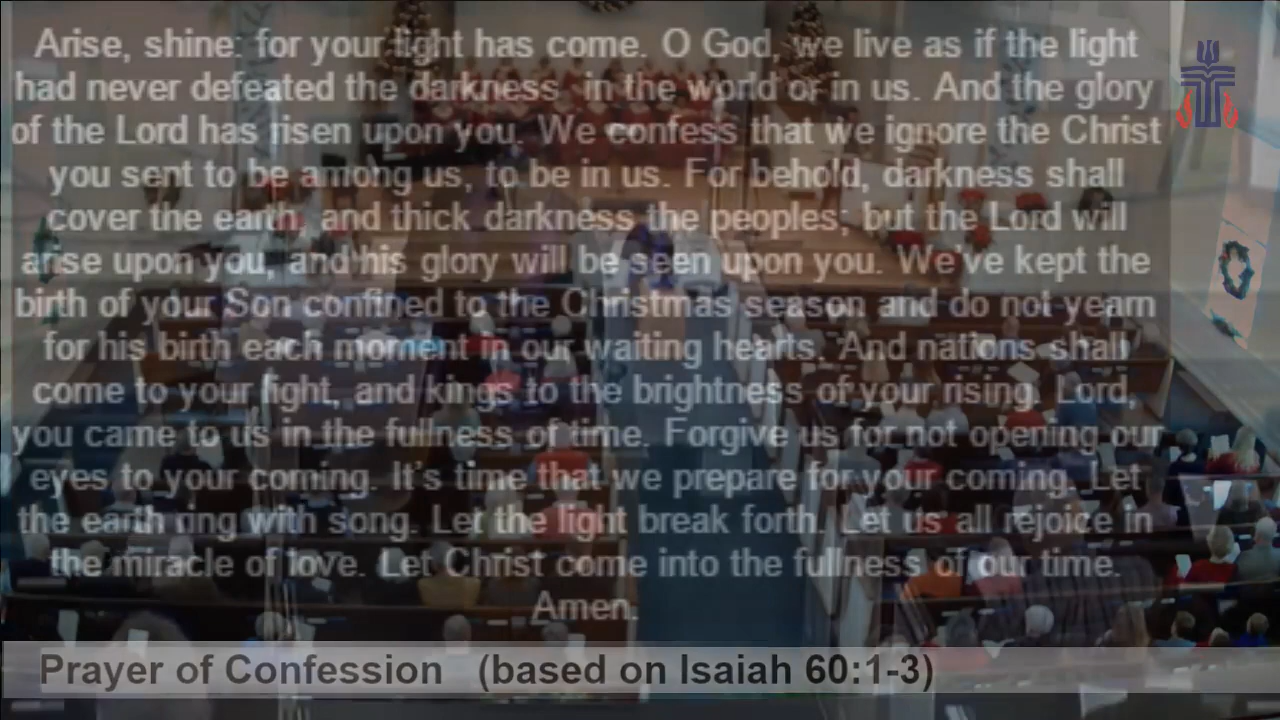 Arise, shine; for your light has come. O God, we live as if the light
had never defeated the darkness in the world or in us. And the glory
of the Lord has risen upon you. We confess that we ignore the Christ
you sent to be among us, to be in us. For behold, darkness shall
cover the earth, and thick darkness the peoples; but the Lord will
arise upon you, and his glory will be seen upon you. We've kept the
birth of your Son confined to the Christmas season and do not yearn
for his birth each moment in our waiting hearts. And nations shall
come to your light, and kings to the brightness of your rising. Lord,
you came to us in the fullness of time. Forgive us for not opening our
eyes to your coming. It's time that we prepare for your coming. Let
the earth ring with song. Let the light break forth. Let us all rejoice in
the miracle of love. Let Christ come into the fullness of our time.
Amen.
Prayer of Confession (based on Isaiah 60:1-3)